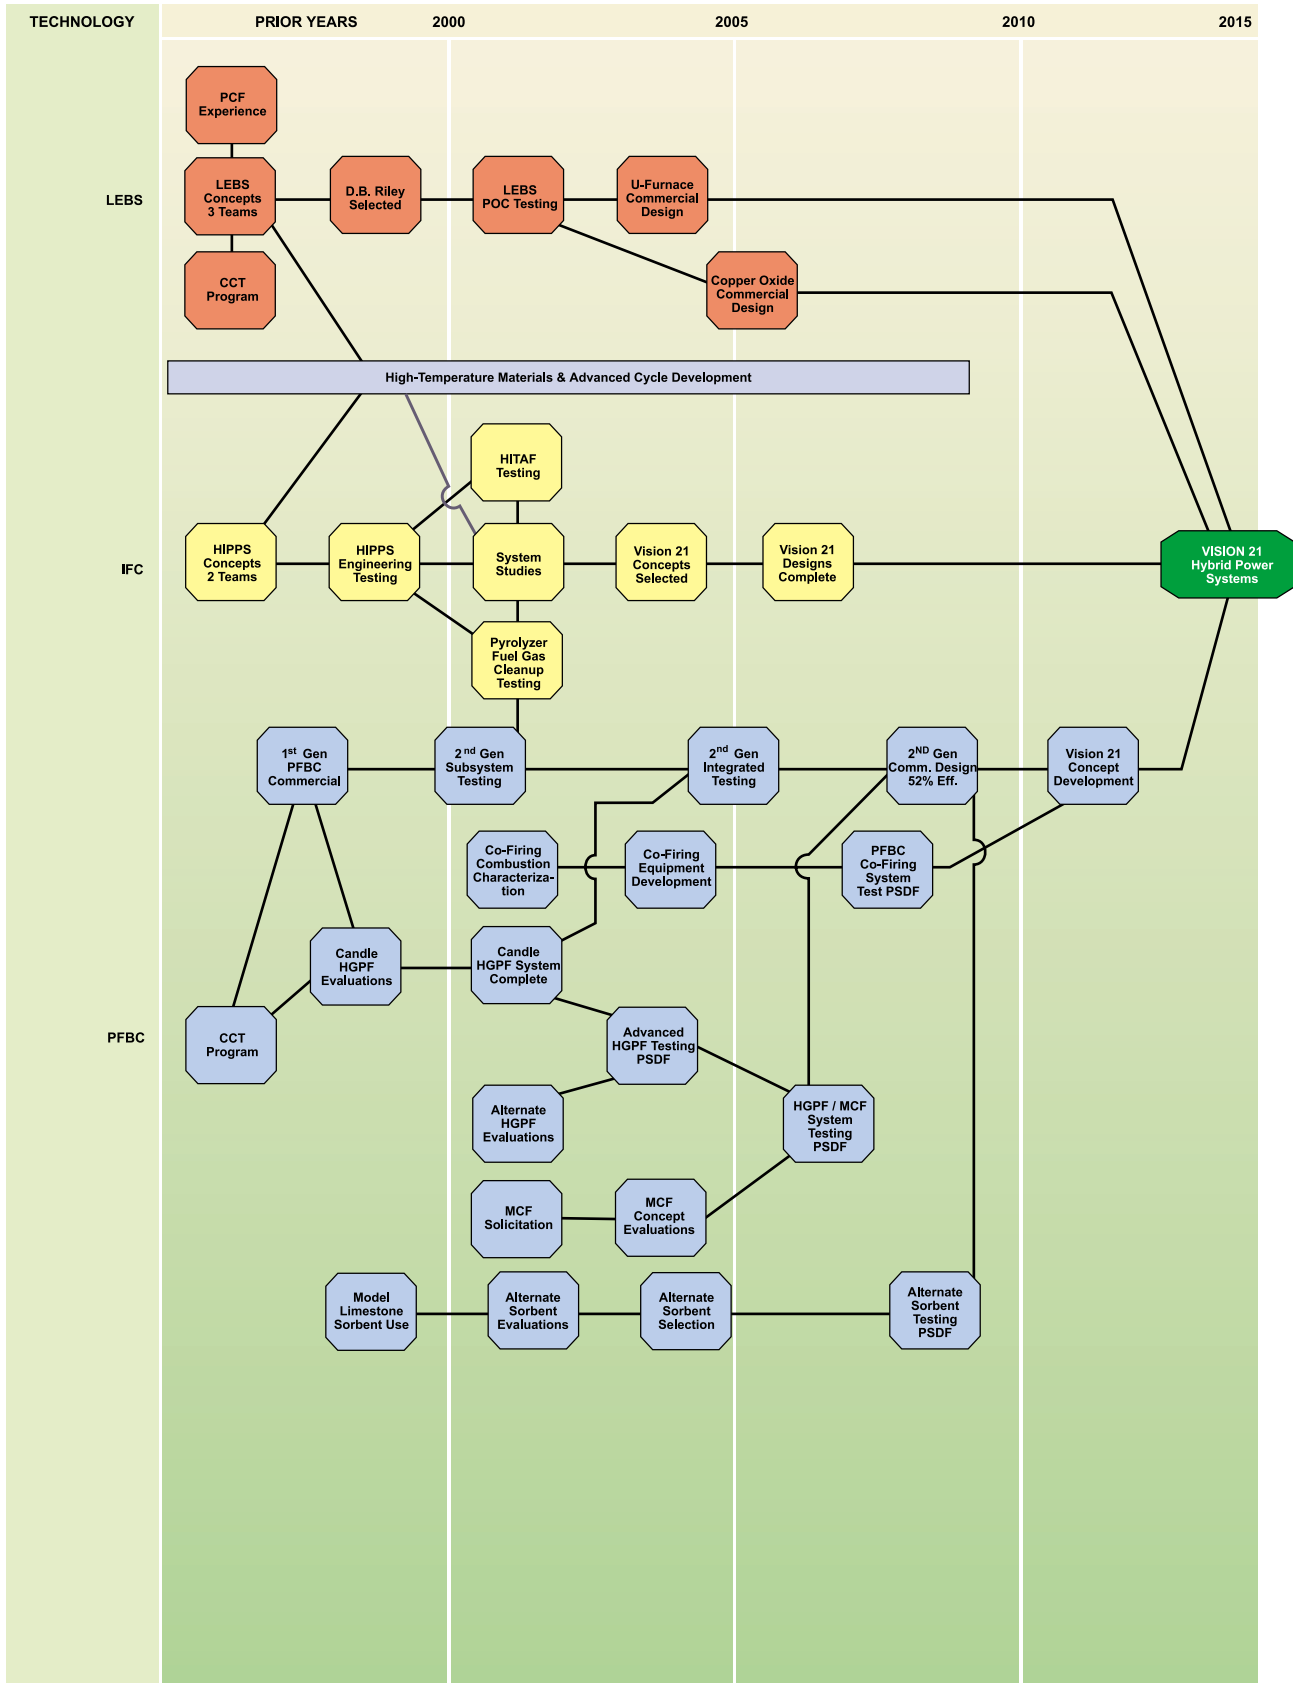 TECHNOLOGY
PRIOR YEARS
2000
2005
2010
2015
PCF
Experience
LEBS
LEBS
Concepts
3 Teams
D.B. Riley
Selected
LEBS
POC Testing
U-Furnace
Commercial
Design
CCT
Program
Copper Oxide
Commercial
Design
High-Temperature Materials & Advanced Cycle Development
HITAF
Testing
IFC
HIPPS
Concepts
2 Teams
HIPPS
Engineering
Testing
System
Studies
Vision 21
Concepts
Selected
Vision 21
Designs
Complete
VISION 21
Hybrid Power
Systems
Pyrolyzer
Fuel Gas
Cleanup
Testing
1st Gen
PFBC
Commercial
2nd Gen
Subsystem
Testing
2nd Gen
Integrated
Testing
2ND Gen
Comm. Design
52% Eff.
Vision 21
Concept
Development
Co-Firing
Combustion
Characteriza-
tion
Co-Firing
Equipment
Development
PFBC
Co-Firing
System
Test PSDF
Candle
HGPF
Evaluations
Candle
HGPF System
Complete
PFBC
CCT
Program
Advanced
HGPF Testing
PSDF
Alternate
HGPF
Evaluations
HGPF / MCF
System
Testing
PSDF
MCF
Solicitation
MCF
Concept
Evaluations
Model
Limestone
Sorbent Use
Alternate
Sorbent
Evaluations
Alternate
Sorbent
Selection
Alternate
Sorbent
Testing
PSDF